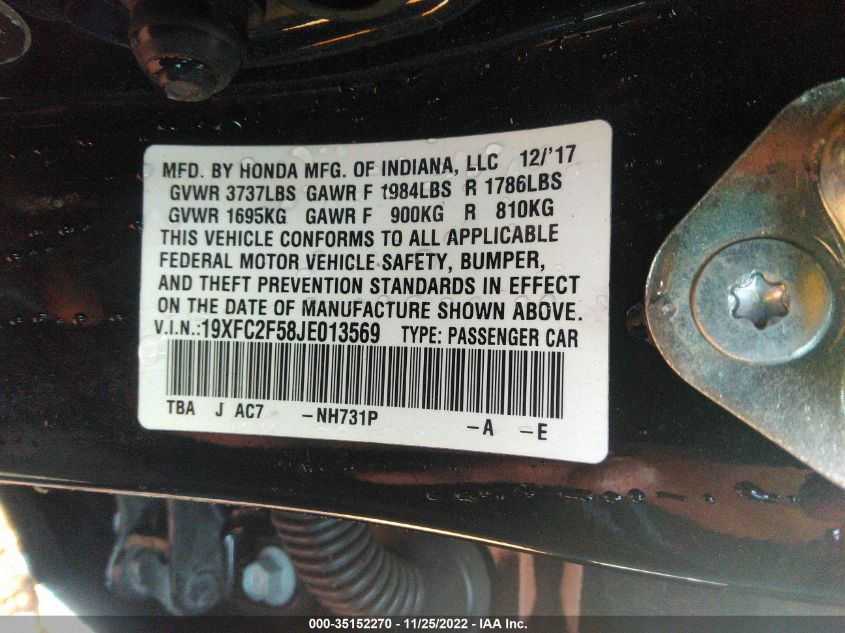 MFD. BY HONDA MFG. OF INDIANA, LLC 12/'17
GVWR 3737LBS GAWR F 1984LBS R 1786LBS
GVWR 1695KG GAWR F 900KG R 810KG
THIS VEHICLE CONFORMS TO ALL APPLICABLE
FEDERAL MOTOR VEHICLE SAFETY, BUMPER,
AND THEFT PREVENTION STANDARDS IN EFFECT
ON THE DATE OF MANUFACTURE SHOWN ABOVE.
V.I.N.:19XFC2F58JE013569 TYPE: PASSENGER CAR
TBA J AC7 -NH731P -A -E
000-35152270 - 11/25/2022 - IAAI Inc.